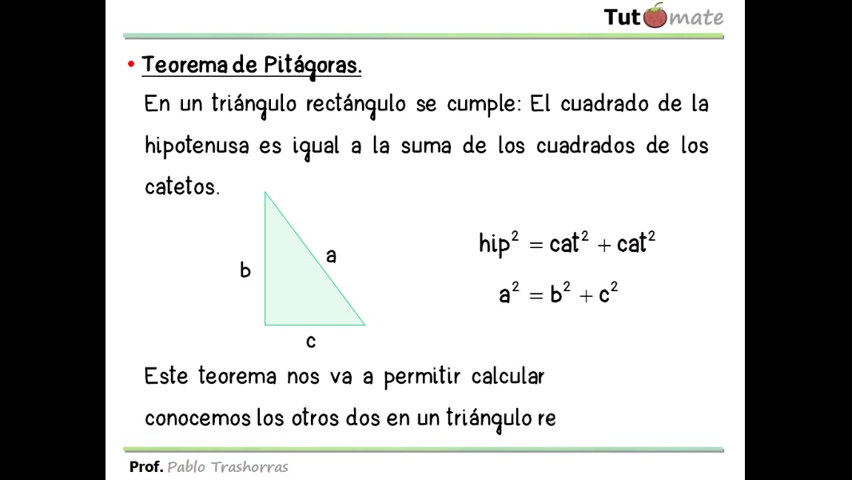 Tut mate
• Teorema de Pitágoras.
En un triángulo rectángulo se cumple: El cuadrado de la
hipotenusa es igual a la suma de los cuadrados de los
catetos.
hip² = cat² + cat²
a
b
a² = b² + c²
c
Este teorema nos va a permitir calcular
conocemos los otros dos en un triángulo re
Prof. Pablo Trashorras